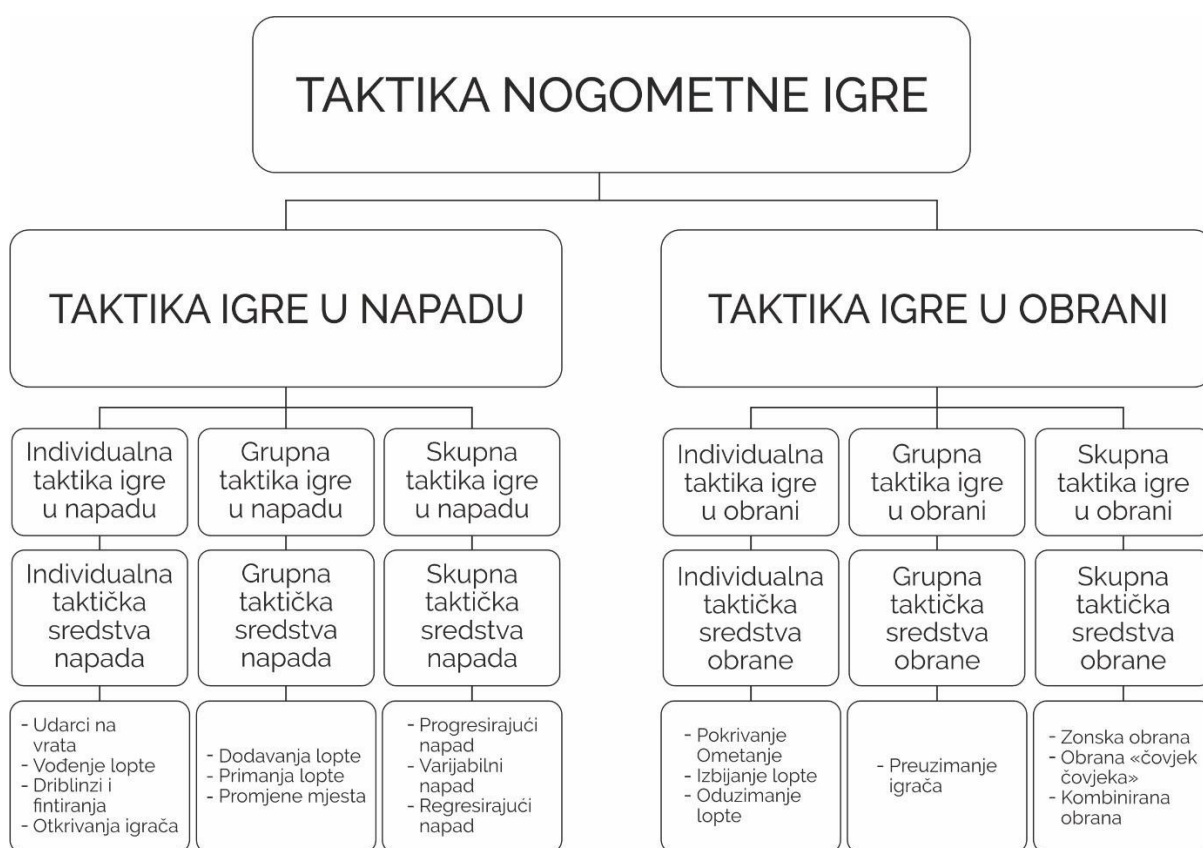 TAKTIKA NOGOMETNE IGRE
TAKTIKA IGRE U NAPADU
TAKTIKA IGRE U OBRANI
Individualna
taktika igre
u napadu
Grupna
taktika igre
u napadu
Skupna
taktika igre
u napadu
Individualna
taktika igre
u obrani
Grupna
taktika igre
u obrani
Skupna
taktika igre
u obrani
Individualna
taktička
sredstva
napada
Grupna
taktička
sredstva
napada
Skupna
taktička
sredstva
napada
Individualna
taktička
sredstva
obrane
Grupna
taktička
sredstva
obrane
Skupna
taktička
sredstva
obrane
- Udarci na
vrata
- Vođenje lopte
- Driblinzi i
fintiranja
- Otkrivanja igrača
- Dodavanja lopte
- Primanja lopte
- Promjene mjesta
- Progresirajući
napad
- Varijabilni
napad
- Regresirajući
napad
- Pokrivanje
Ometanje
- Izbijanje lopte
- Oduzimanje
lopte
- Preuzimanje
igrača
- Zonska obrana
- Obrana «čovjek
čovjeka»
- Kombinirana
obrana